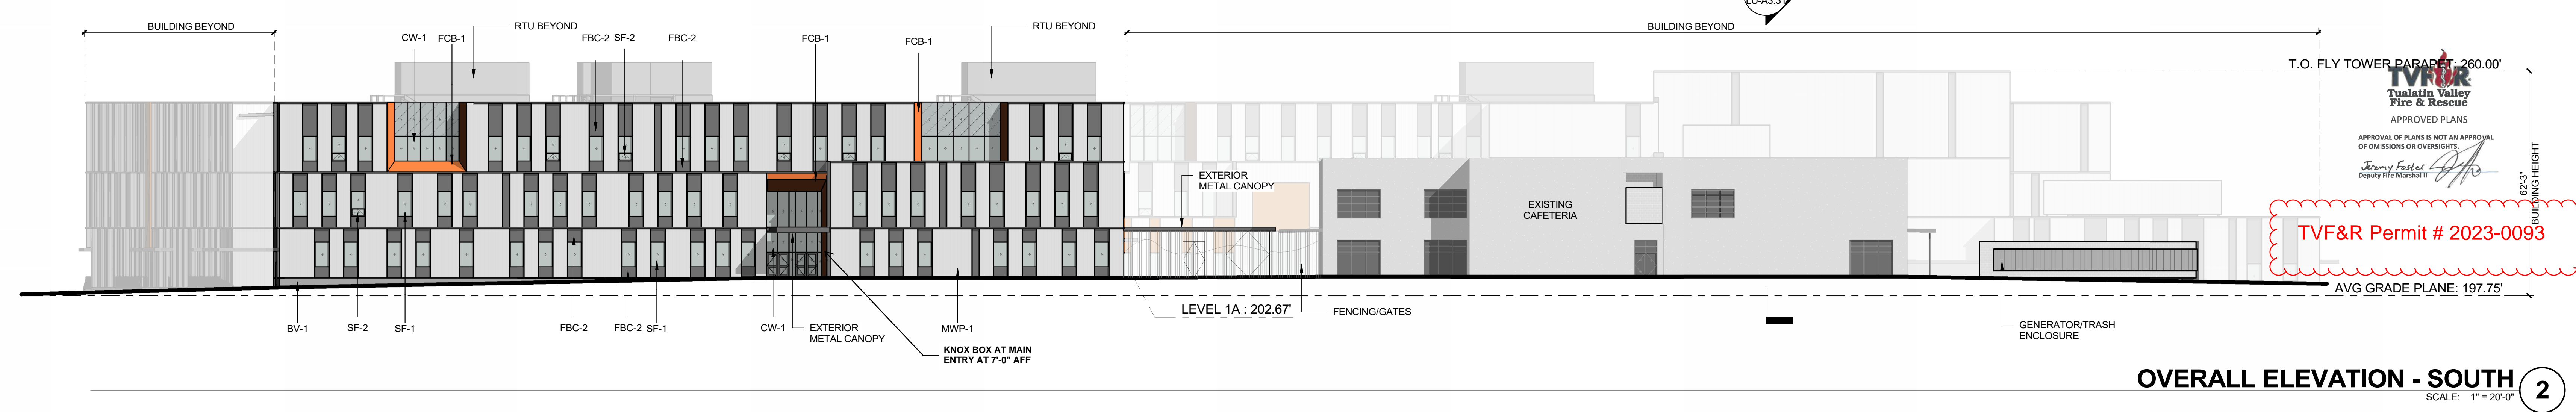 LU-A3.31
BUILDING BEYOND
RTU BEYOND
RTU BEYOND
BUILDING BEYOND
CW-1
FCB-1
FBC-2
SF-2
FBC-2
FCB-1
FCB-1
T.O. FLY TOWER PARAPET: 260.00'
TVF&R
Tualatin Valley
Fire & Rescue
APPROVED PLANS
APPROVAL OF PLANS IS NOT AN APPROVAL
OF OMISSIONS OR OVERSIGHTS.
Jeremy Foster
Deputy Fire Marshal II
62'-3"
BUILDING HEIGHT
EXTERIOR
METAL CANOPY
EXISTING
CAFETERIA
TVF&R Permit # 2023-0093
AVG GRADE PLANE: 197.75'
LEVEL 1A : 202.67'
FENCING/GATES
BV-1
SF-2
SF-1
FBC-2
FBC-2
SF-1
CW-1
EXTERIOR
METAL CANOPY
MWP-1
GENERATOR/TRASH
ENCLOSURE
KNOX BOX AT MAIN
ENTRY AT 7'-0" AFF
OVERALL ELEVATION - SOUTH
2
SCALE: 1" = 20'-0"